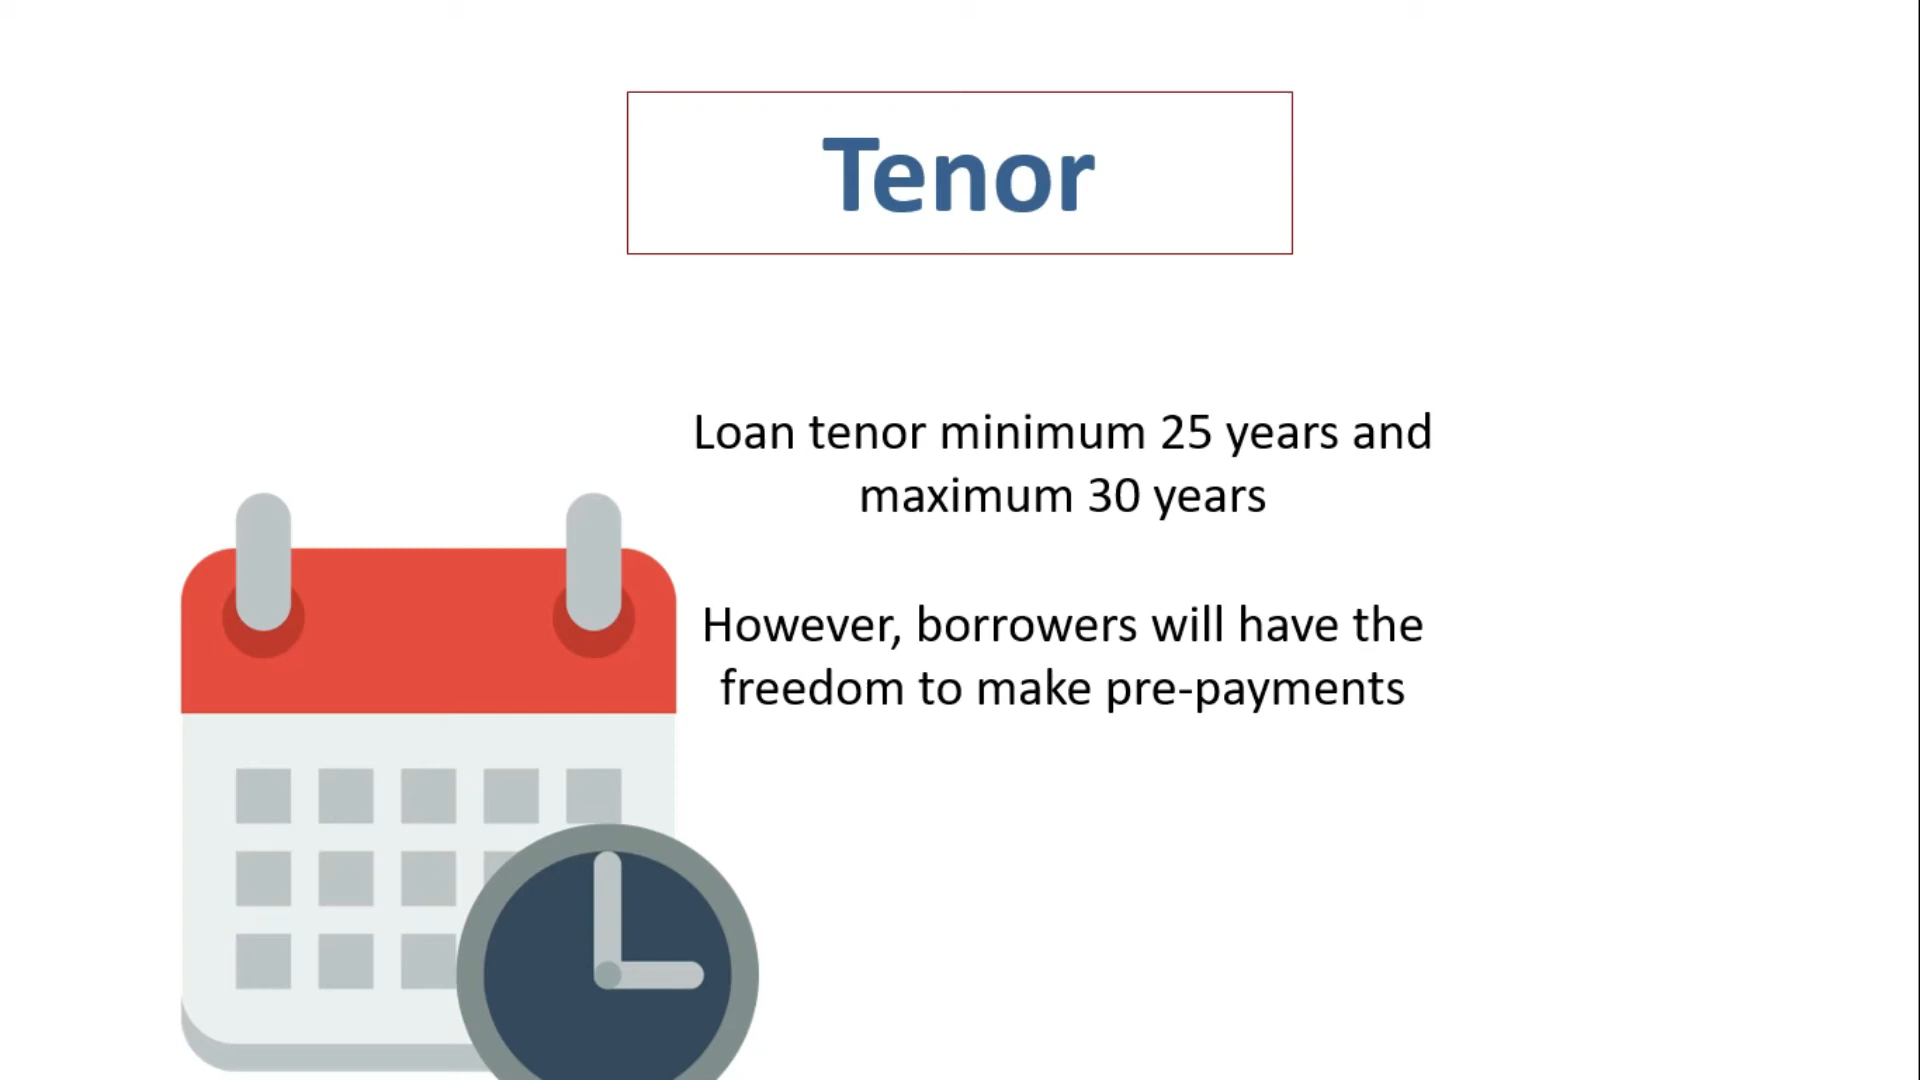 Tenor
Loan tenor minimum 25 years and
maximum 30 years
However, borrowers will have the
freedom to make pre-payments